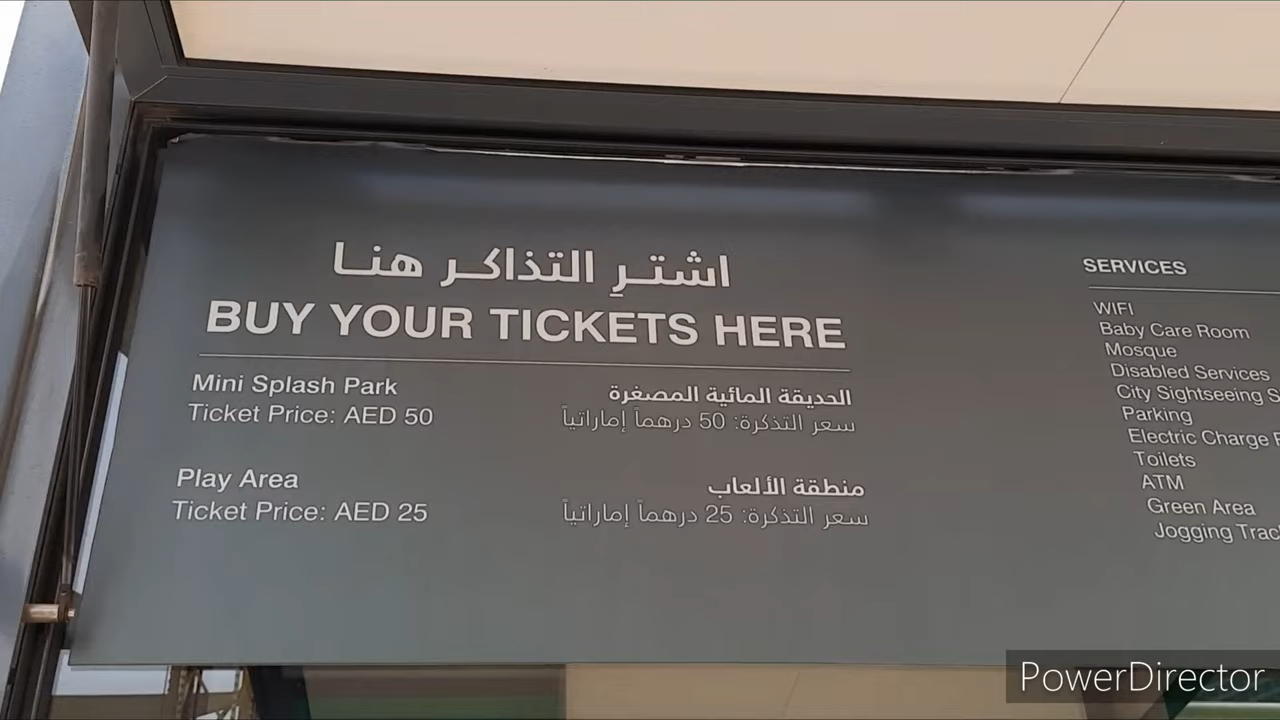 اشترِ التذاكر هنا
BUY YOUR TICKETS HERE
Mini Splash Park
Ticket Price: AED 50
الحديقة المائية المصغرة
سعر التذكرة: 50 درهماً إماراتياً
Play Area
Ticket Price: AED 25
منطقة الألعاب
سعر التذكرة: 25 درهماً إماراتياً
SERVICES
WIFI
Baby Care Room
Mosque
Disabled Services
City Sightseeing
Parking
Electric Charge
Toilets
ATM
Green Area
Jogging
PowerDirector